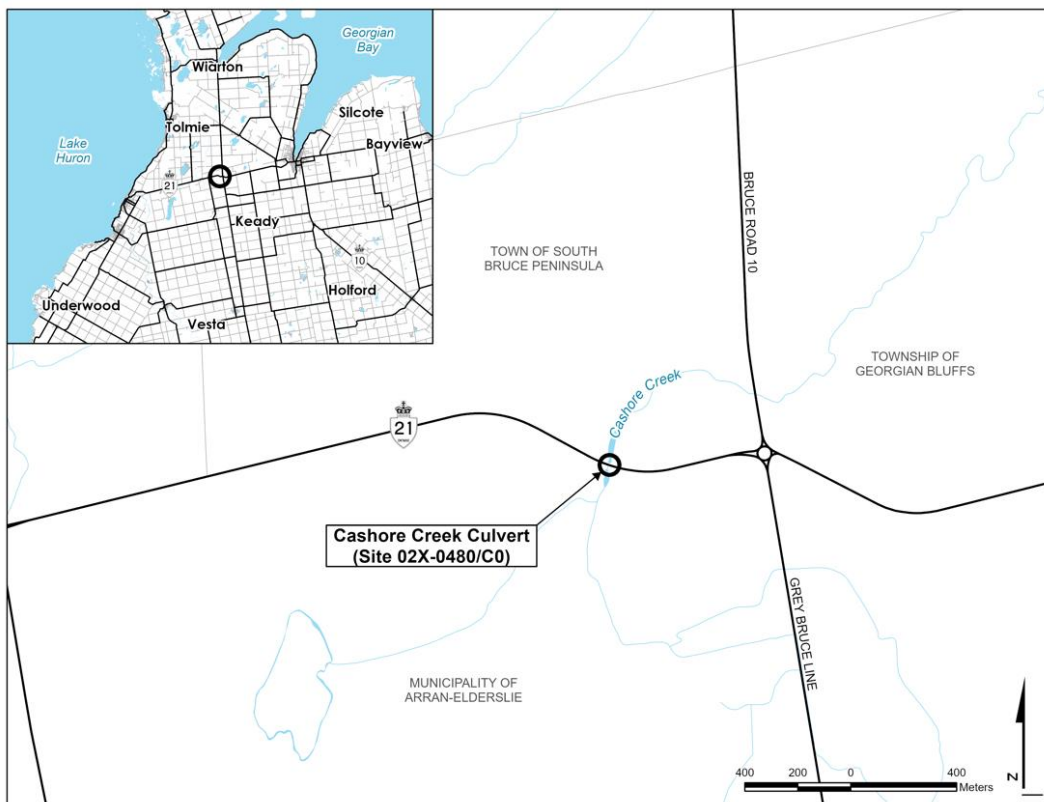 Georgian
Bay
Wiarton
Silcote
Tolmie
Bayview
Lake
Huron
21
Keady
10
Holford
Underwood
Vesta
BRUCE ROAD 10
TOWN OF SOUTH
BRUCE PENINSULA
TOWNSHIP OF
GEORGIAN BLUFFS
Cashore Creek
21
Cashore Creek Culvert
(Site 02X-0480/C0)
GREY BRUCE LINE
MUNICIPALITY OF
ARRAN-ELDERSLIE
N
400 200 0 400
Meters